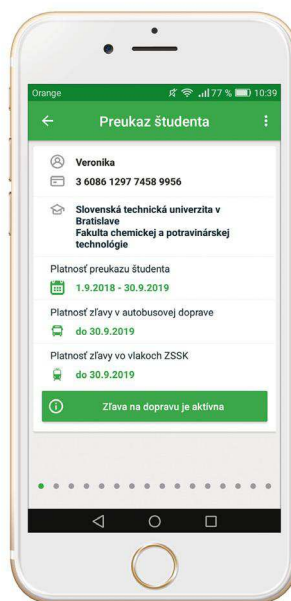 Orange 77 % 10:39
Preukaz študenta
Veronika
3 6086 1297 7458 9956
Slovenská technická univerzita v
Bratislave
Fakulta chemickej a potravinárskej
technológie
Platnosť preukazu študenta
1.9.2018 - 30.9.2019
Platnosť zľavy v autobusovej doprave
do 30.9.2019
Platnosť zľavy vo vlakoch ZSSK
do 30.9.2019
Zľava na dopravu je aktívna